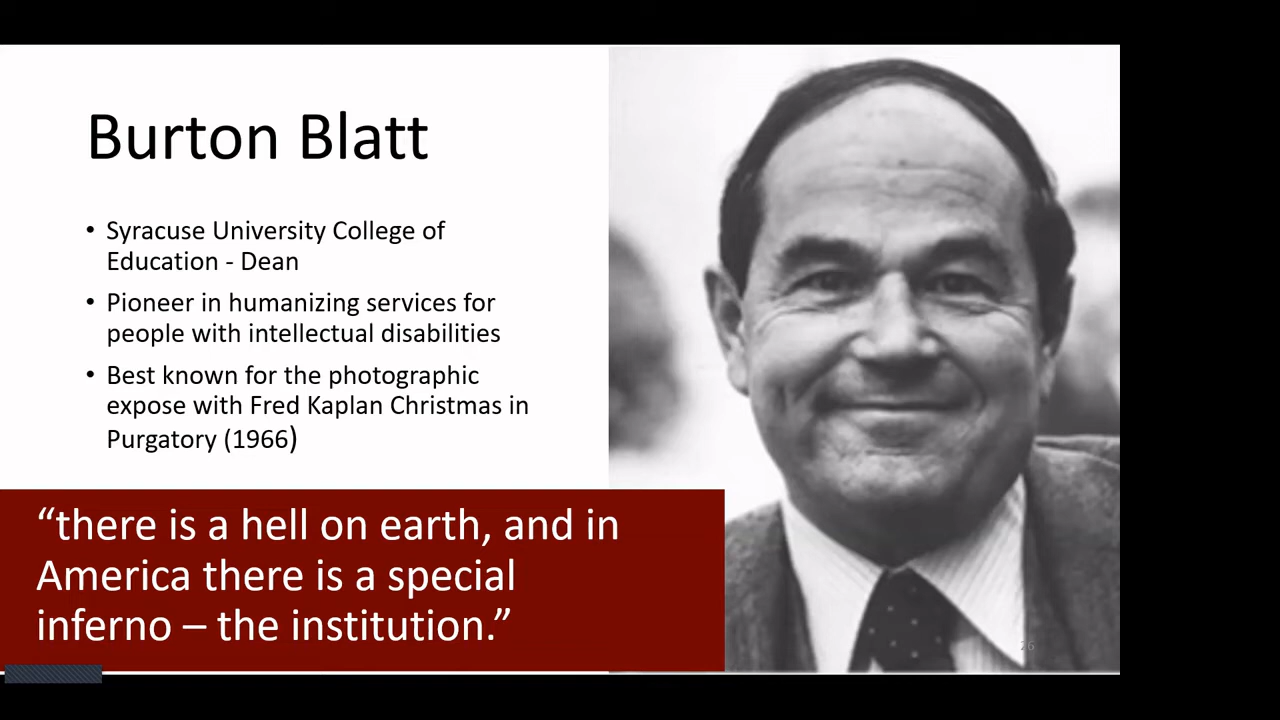 Burton Blatt
• Syracuse University College of
Education - Dean
• Pioneer in humanizing services for
people with intellectual disabilities
• Best known for the photographic
expose with Fred Kaplan Christmas in
Purgatory (1966)
“there is a hell on earth, and in
America there is a special
inferno – the institution.”
26